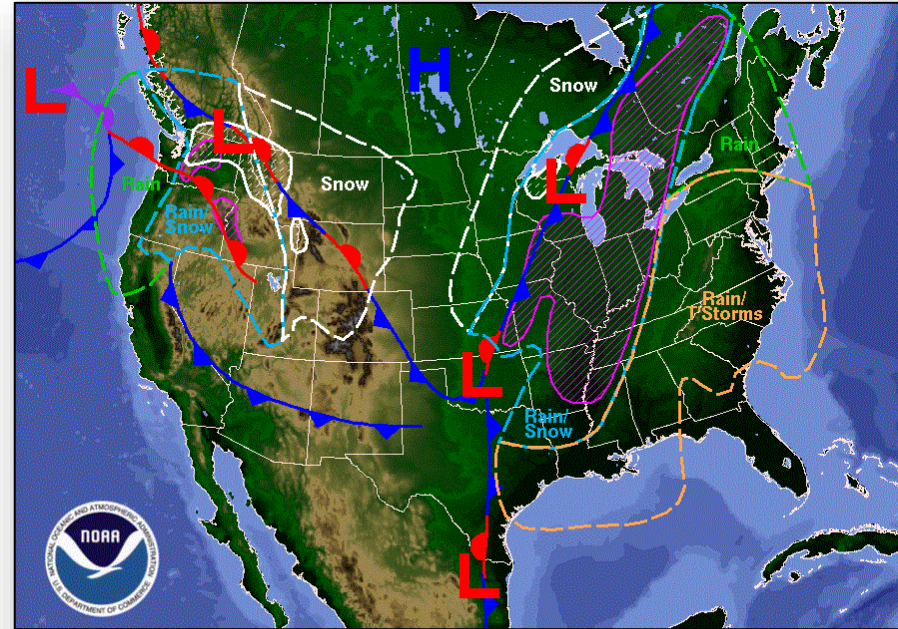 H
Snow
L
L
Rain
Snow
Rain
L
Rain/
Snow
Rain/
T'Storms
L
Rain/
Snow
L
NATIONAL OCEANIC AND ATMOSPHERIC ADMINISTRATION
NOAA
U.S. DEPARTMENT OF COMMERCE